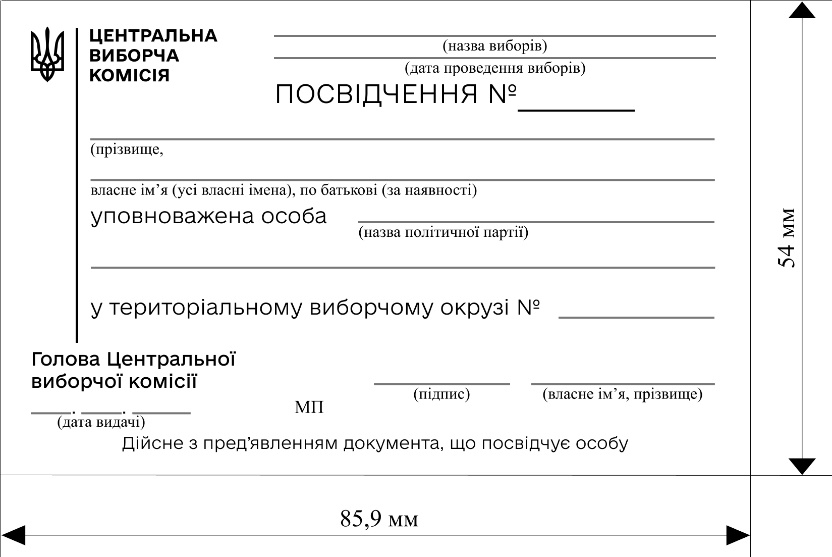 ЦЕНТРАЛЬНА
ВИБОРЧА
КОМІСІЯ
(назва виборів)
(дата проведення виборів)
ПОСВІДЧЕННЯ №
(прізвище,
власне ім’я (усі власні імена), по батькові (за наявності)
уповноважена особа
(назва політичної партії)
у територіальному виборчому окрузі №
Голова Центральної
виборчої комісії
(підпис)
(власне ім’я, прізвище)
МП
(дата видачі)
Дійсне з пред’явленням документа, що посвідчує особу
54 мм
85,9 мм